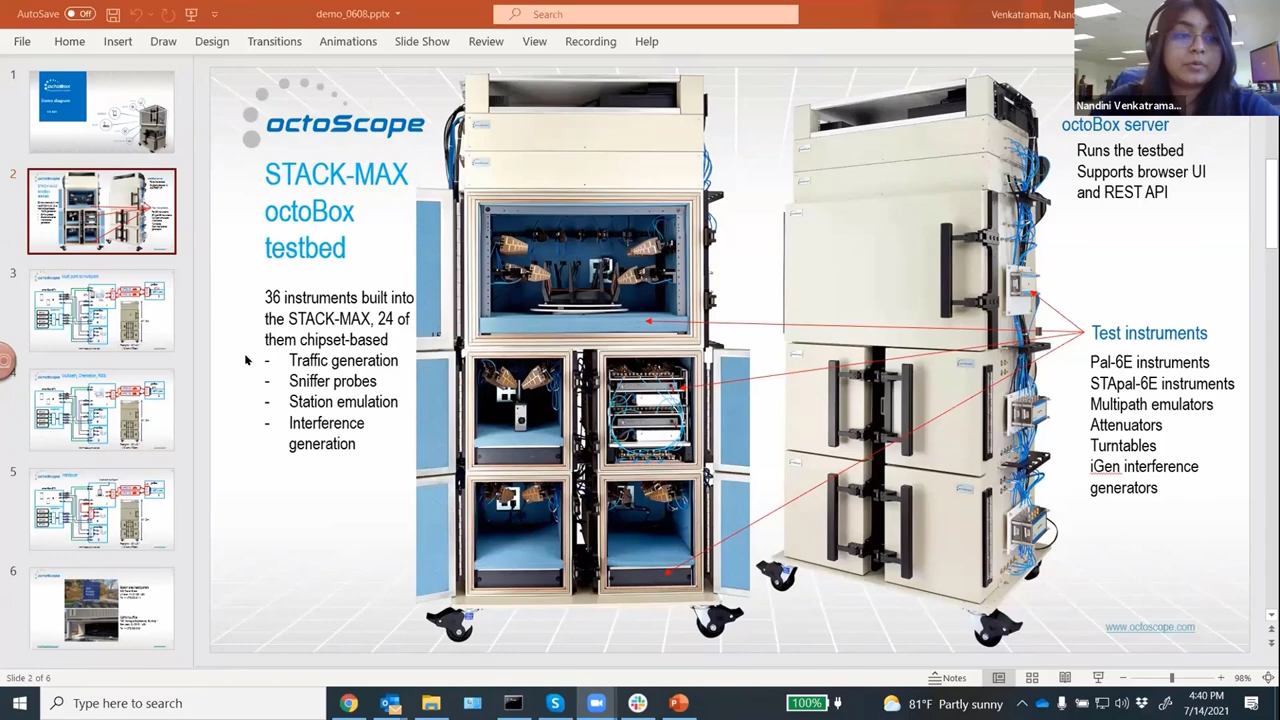 AutoSave Off
demo_0608.pptx
Search
Venkatraman, Nanc
File Home Insert Draw Design Transitions Animations Slide Show Review View Recording Help
Nandini Venkatrama...
1
2
3
4
5
6
octoScope
STACK-MAX
octoBox
testbed
36 instruments built into
the STACK-MAX, 24 of
them chipset-based
- Traffic generation
- Sniffer probes
- Station emulation
- Interference
generation
octoBox server
Runs the testbed
Supports browser UI
and REST API
Test instruments
Pal-6E instruments
STApal-6E instruments
Multipath emulators
Attenuators
Turntables
iGen interference
generators
www.octoscope.com
Slide 2 of 6
Notes
98%
Type here to search
100%
81°F Partly sunny
4:40 PM
7/14/2021